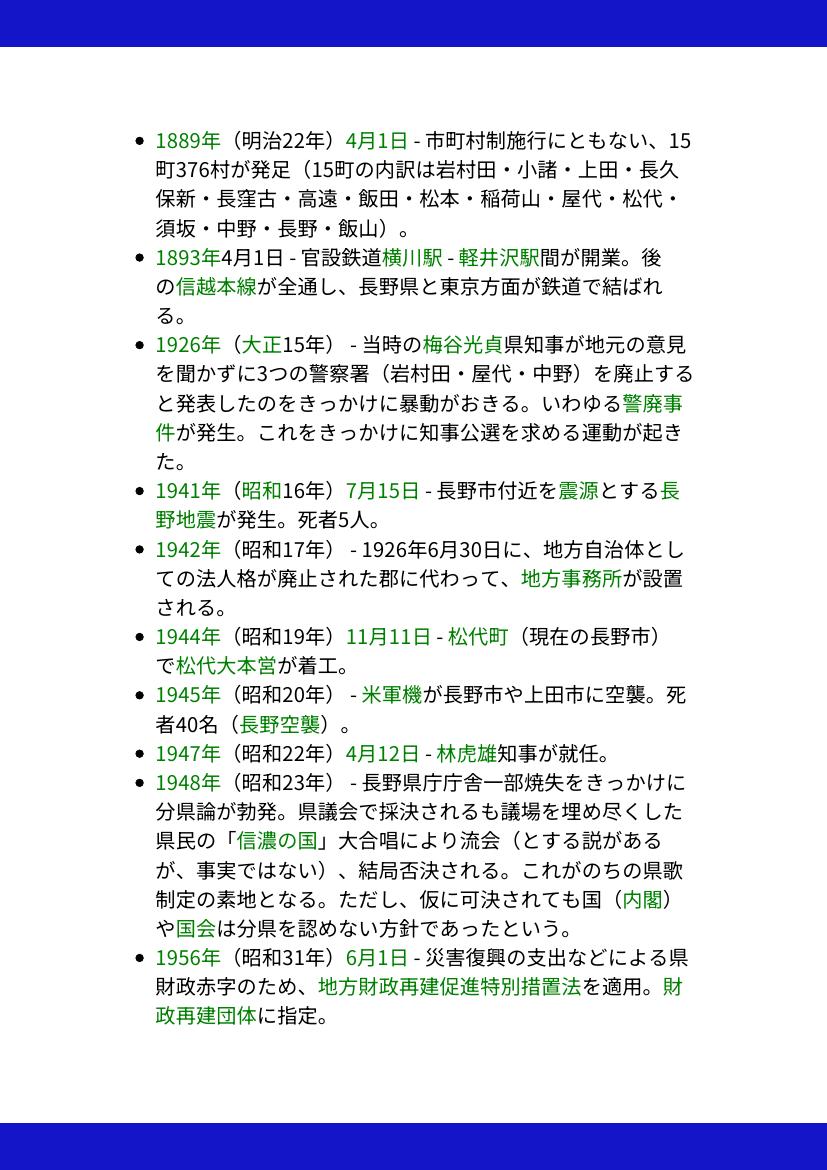 • 1889年（明治22年）4月1日 - 市町村制施行にともない、15
町376村が発足（15町の内訳は岩村田・小諸・上田・長久
保新・長窪古・高遠・飯田・松本・稲荷山・屋代・松代・
須坂・中野・長野・飯山）。
• 1893年4月1日 - 官設鉄道横川駅 - 軽井沢駅間が開業。後
の信越本線が全通し、長野県と東京方面が鉄道で結ばれ
る。
• 1926年（大正15年） - 当時の梅谷光貞県知事が地元の意見
を聞かずに3つの警察署（岩村田・屋代・中野）を廃止する
と発表したのをきっかけに暴動がおきる。いわゆる警廃事
件が発生。これをきっかけに知事公選を求める運動が起き
た。
• 1941年（昭和16年）7月15日 - 長野市付近を震源とする長
野地震が発生。死者5人。
• 1942年（昭和17年） - 1926年6月30日に、地方自治体とし
ての法人格が廃止された郡に代わって、地方事務所が設置
される。
• 1944年（昭和19年）11月11日 - 松代町（現在の長野市）
で松代大本営が着工。
• 1945年（昭和20年） - 米軍機が長野市や上田市に空襲。死
者40名（長野空襲）。
• 1947年（昭和22年）4月12日 - 林虎雄知事が就任。
• 1948年（昭和23年） - 長野県庁庁舎一部焼失をきっかけに
分県論が勃発。県議会で採決されるも議場を埋め尽くした
県民の「信濃の国」大合唱により流会（とする説がある
が、事実ではない）、結局否決される。これがのちの県歌
制定の素地となる。ただし、仮に可決されても国（内閣）
や国会は分県を認めない方針であったという。
• 1956年（昭和31年）6月1日 - 災害復興の支出などによる県
財政赤字のため、地方財政再建促進特別措置法を適用。財
政再建団体に指定。